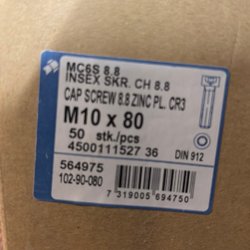 MC6S 8.8
INSEX SKR. CH 8.8
CAP SCREW 8.8 ZINC PL. CR3
M10 x 80
50 stk./pcs
4500111527 36
DIN 912
564975
102-90-080
7 319005 694750